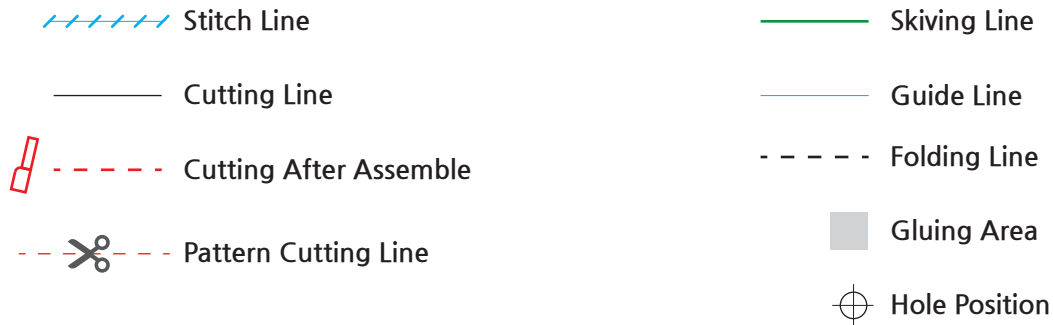 Stitch Line
Cutting Line
Cutting After Assemble
Pattern Cutting Line
Skiving Line
Guide Line
Folding Line
Gluing Area
Hole Position